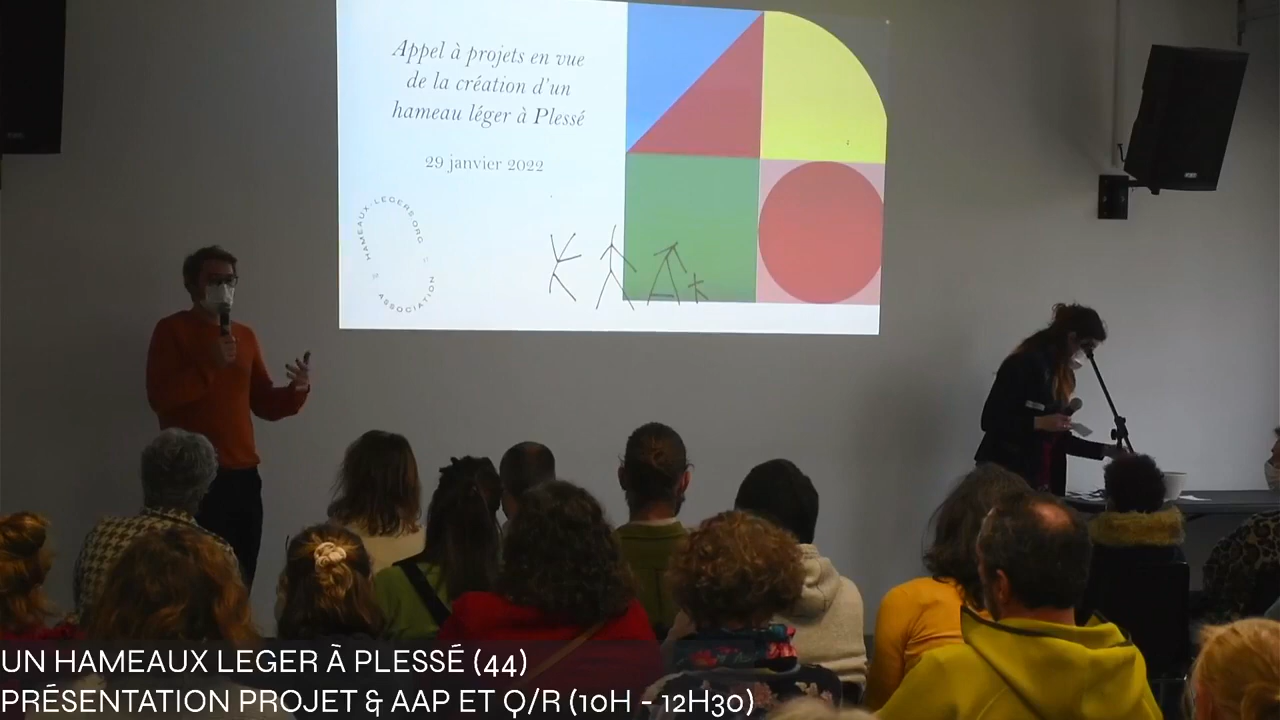 Appel à projets en vue
de la création d'un
hameau léger à Plessé
29 janvier 2022
HAMEAUX-LEGERS.ORG
ASSOCIATION
UN HAMEAUX LEGER À PLESSÉ (44)
PRÉSENTATION PROJET & AAP ET Q/R (10H - 12H30)